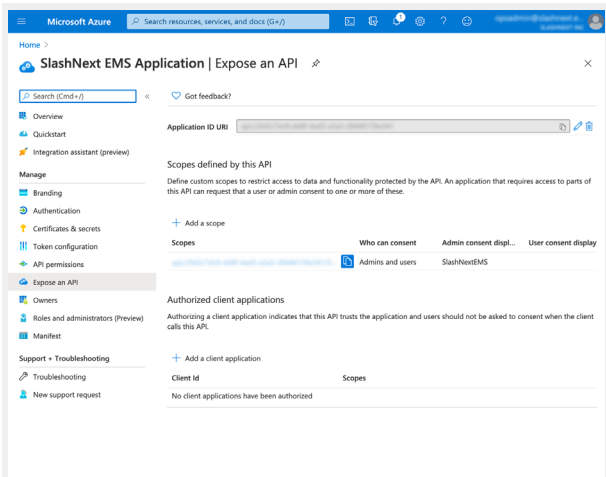 Microsoft Azure
Search resources, services, and docs (G+/)
1
Home >
SlashNext EMS Application | Expose an API
Search (Cmd+/)
Got feedback?
Overview
Quickstart
Integration assistant (preview)
Manage
Branding
Authentication
Certificates & secrets
Token configuration
API permissions
Expose an API
Owners
Roles and administrators (Preview)
Manifest
Support + Troubleshooting
Troubleshooting
New support request
Application ID URI
Scopes defined by this API
Define custom scopes to restrict access to data and functionality protected by the API. An application that requires access to parts of
this API can request that a user or admin consent to one or more of these.
Add a scope
Scopes Who can consent Admin consent displ... User consent display
Admins and users SlashNextEMS
Authorized client applications
Authorizing a client application indicates that this API trusts the application and users should not be asked to consent when the client
calls this API.
Add a client application
Client Id Scopes
No client applications have been authorized